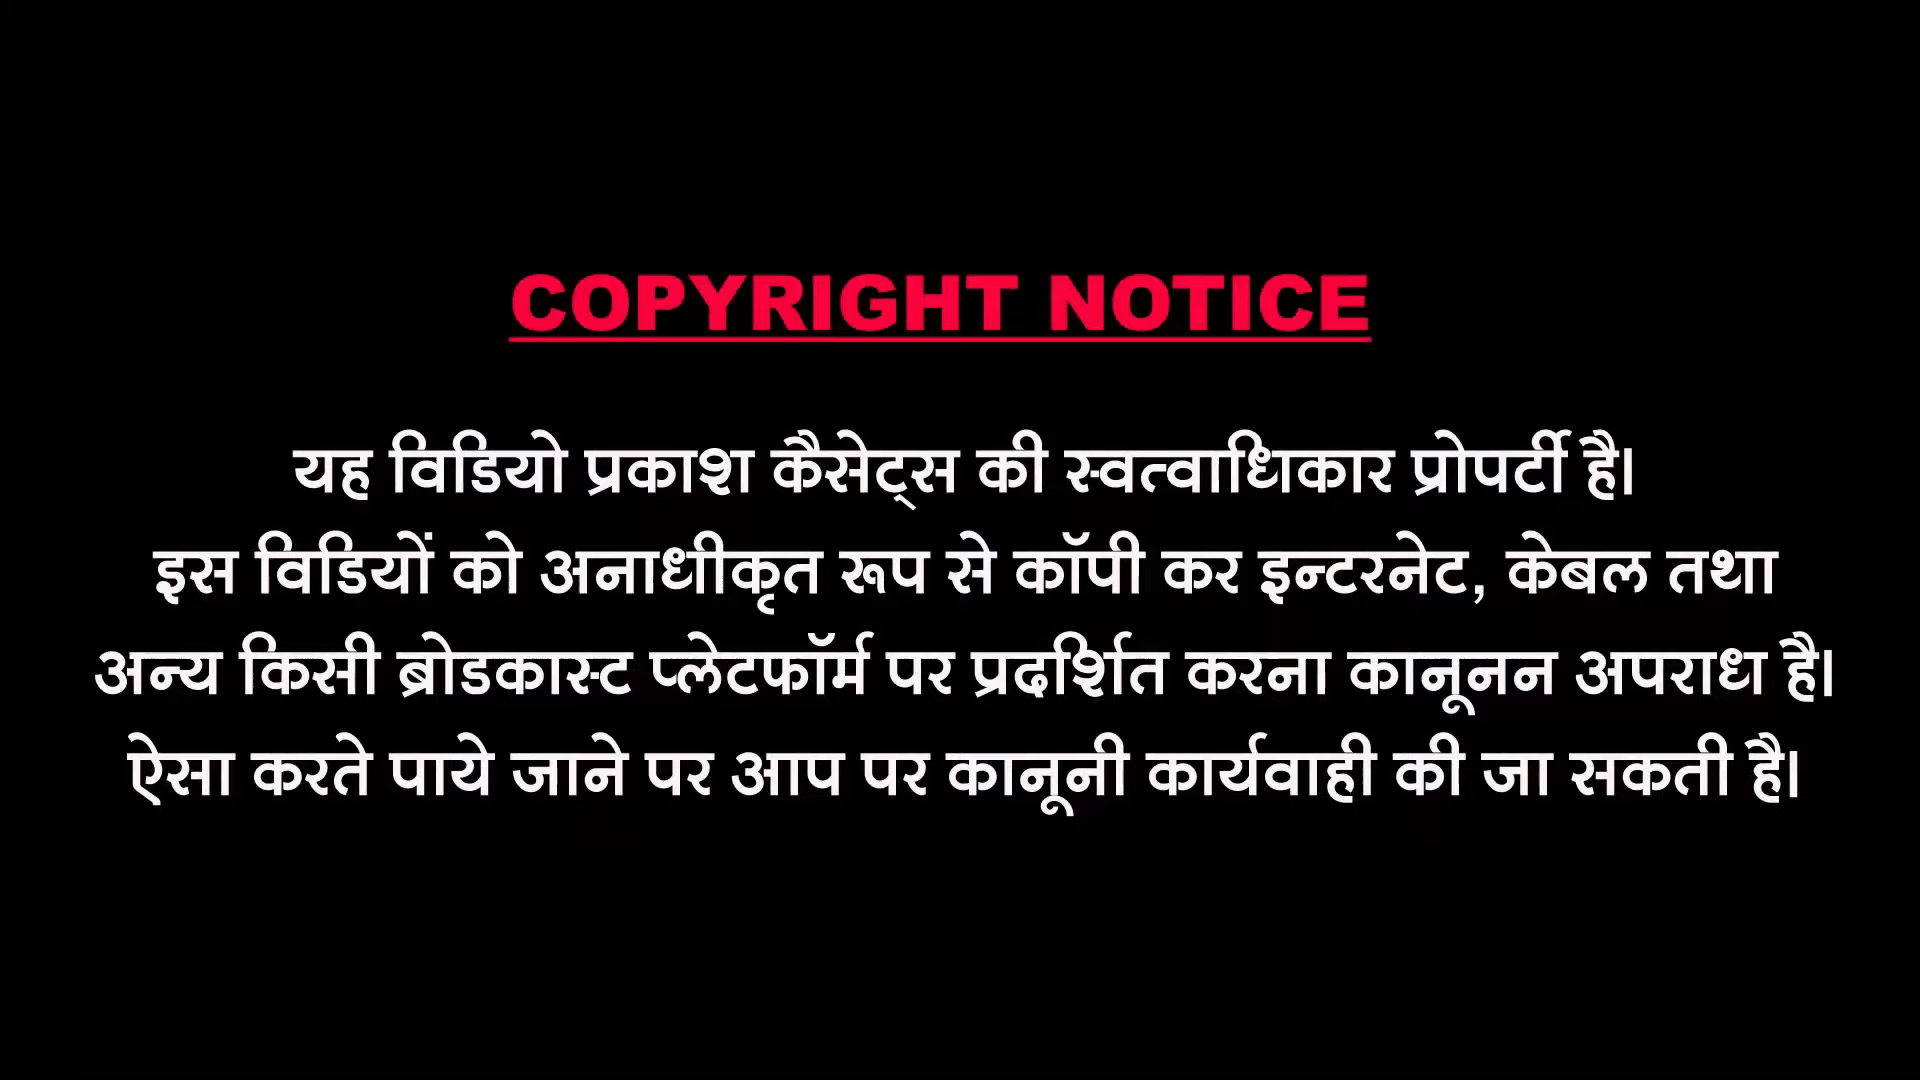 COPYRIGHT NOTICE
यह विडियो प्रकाश कैसेट्स की स्वत्वाधिकार प्रोपर्टी है।
इस विडियों को अनाधीकृत रूप से कॉपी कर इन्टरनेट, केबल तथा
अन्य किसी ब्रोडकास्ट प्लेटफॉर्म पर प्रदर्शित करना कानूनन अपराध है।
ऐसा करते पाये जाने पर आप पर कानूनी कार्यवाही की जा सकती है।